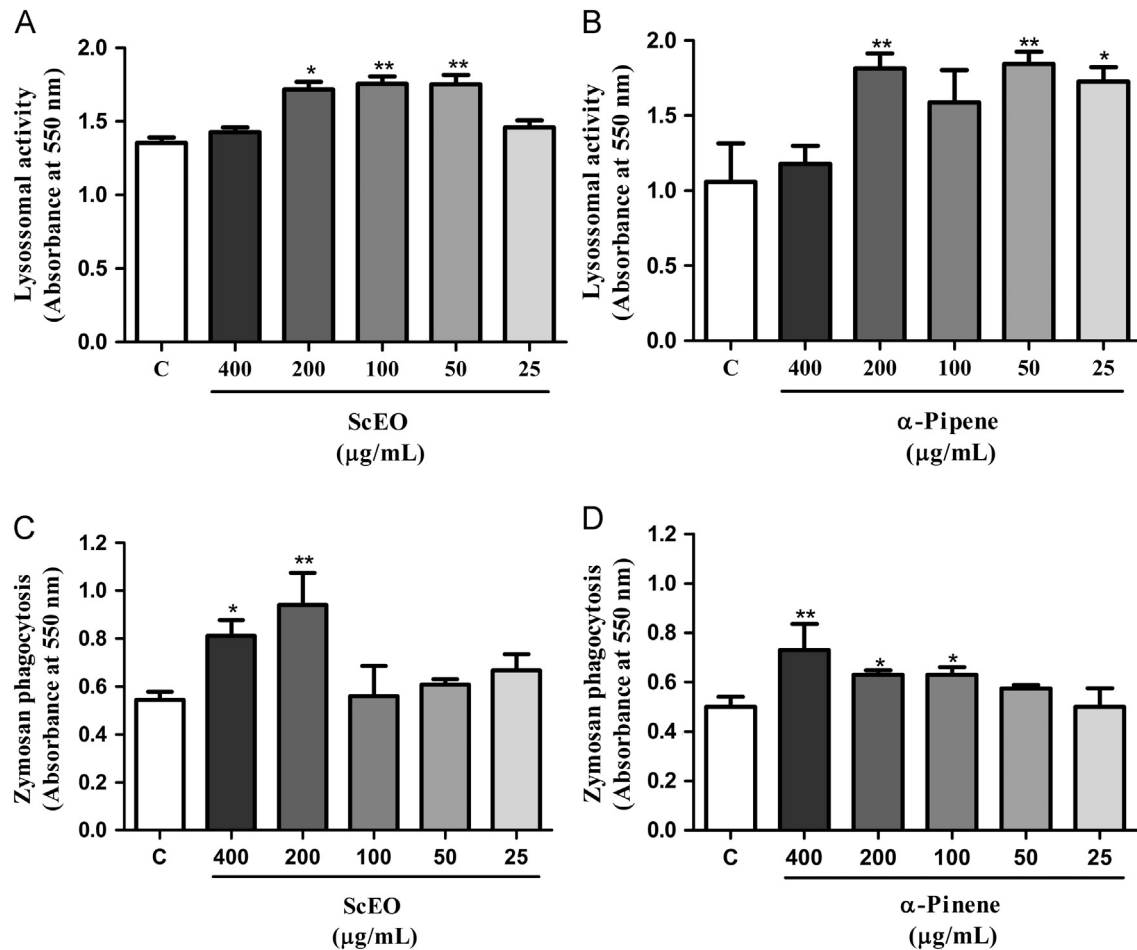 A
Lysossomal activity
(Absorbance at 550 nm)
2.0
1.5
1.0
0.5
0.0
* ** **
C 400 200 100 50 25
ScEO
(μg/mL)
B
Lysossomal activity
(Absorbance at 550 nm)
2.0
1.5
1.0
0.5
0.0
** ** *
C 400 200 100 50 25
α-Pipene
(μg/mL)
C
Zymosan phagocytosis
(Absorbance at 550 nm)
1.2
1.0
0.8
0.6
0.4
0.2
0.0
* **
C 400 200 100 50 25
ScEO
(μg/mL)
D
Zymosan phagocytosis
(Absorbance at 550 nm)
1.2
1.0
0.8
0.6
0.4
0.2
0.0
** * *
C 400 200 100 50 25
α-Pinene
(μg/mL)